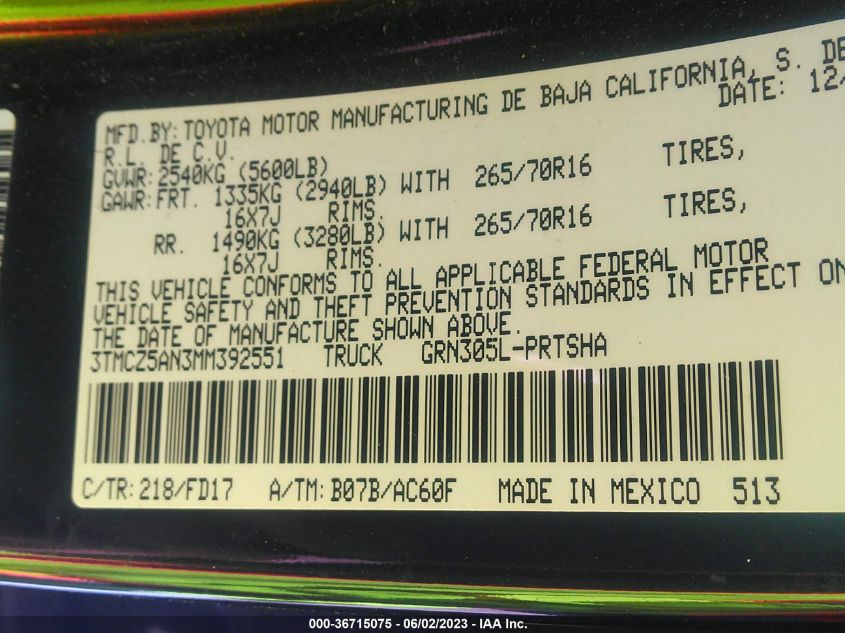 MFD.BY: TOYOTA MOTOR MANUFACTURING DE BAJA CALIFORNIA, S. DE
R.L. DE C.V. DATE: 12/
GVWR: 2540KG (5600LB)
GAWR: FRT. 1335KG (2940LB) WITH 265/70R16 TIRES,
16X7J RIMS.
RR. 1490KG (3280LB) WITH 265/70R16 TIRES,
16X7J RIMS.
THIS VEHICLE CONFORMS TO ALL APPLICABLE FEDERAL MOTOR
VEHICLE SAFETY AND THEFT PREVENTION STANDARDS IN EFFECT ON
THE DATE OF MANUFACTURE SHOWN ABOVE.
3TMCZ5AN3MM392551 TRUCK GRN305L-PRTSHA
C/TR: 218/FD17 A/TM: B07B/AC60F MADE IN MEXICO 513
000-36715075 - 06/02/2023 - IAA Inc.